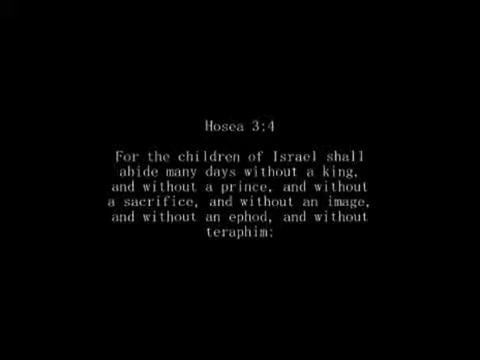 Hosea 3:4
For the children of Israel shall
abide many days without a king,
and without a prince, and without
a sacrifice, and without an image,
and without an ephod, and without
teraphim: